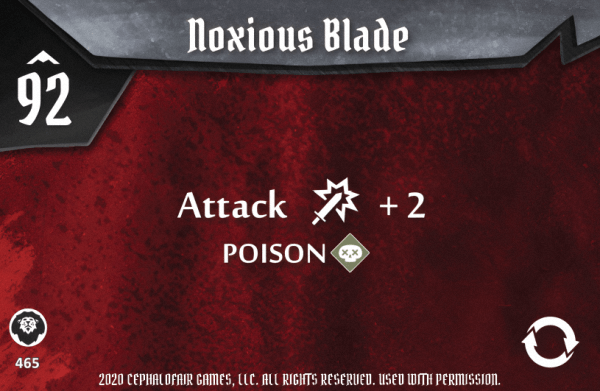 Noxious Blade
92
Attack + 2
POISON
465
2020 CEPHALOFAIR GAMES, LLC. ALL RIGHTS RESERVED. USED WITH PERMISSION.